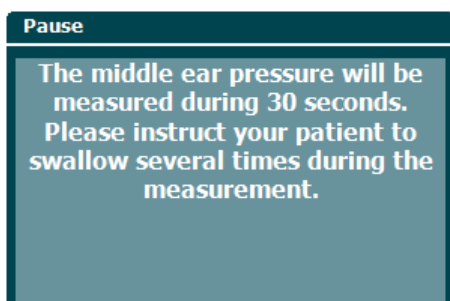 Pause
The middle ear pressure will be
measured during 30 seconds.
Please instruct your patient to
swallow several times during the
measurement.